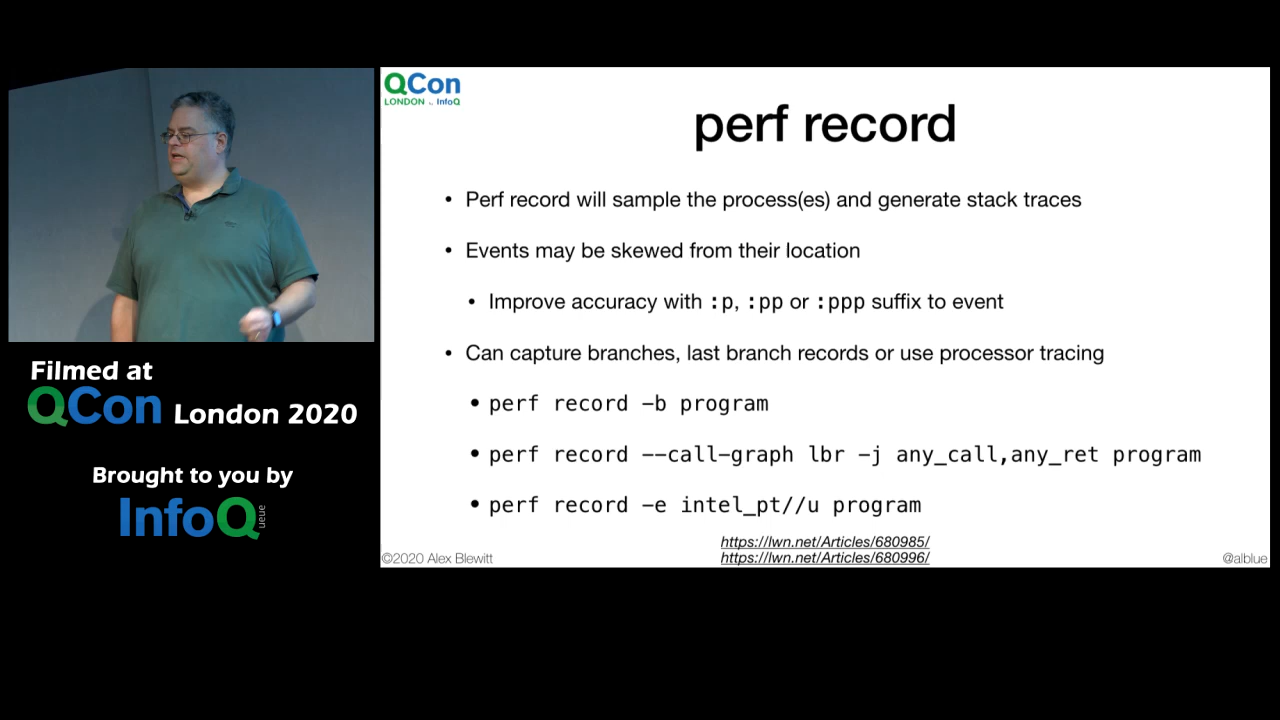 QCon
LONDON by InfoQ
perf record
• Perf record will sample the process(es) and generate stack traces
• Events may be skewed from their location
• Improve accuracy with :p, :pp or :ppp suffix to event
• Can capture branches, last branch records or use processor tracing
• perf record -b program
• perf record --call-graph lbr -j any_call,any_ret program
• perf record -e intel_pt//u program
https://lwn.net/Articles/680985/
https://lwn.net/Articles/680996/
©2020 Alex Blewitt
@alblue
Filmed at
QCon London 2020
Brought to you by
InfoQueue